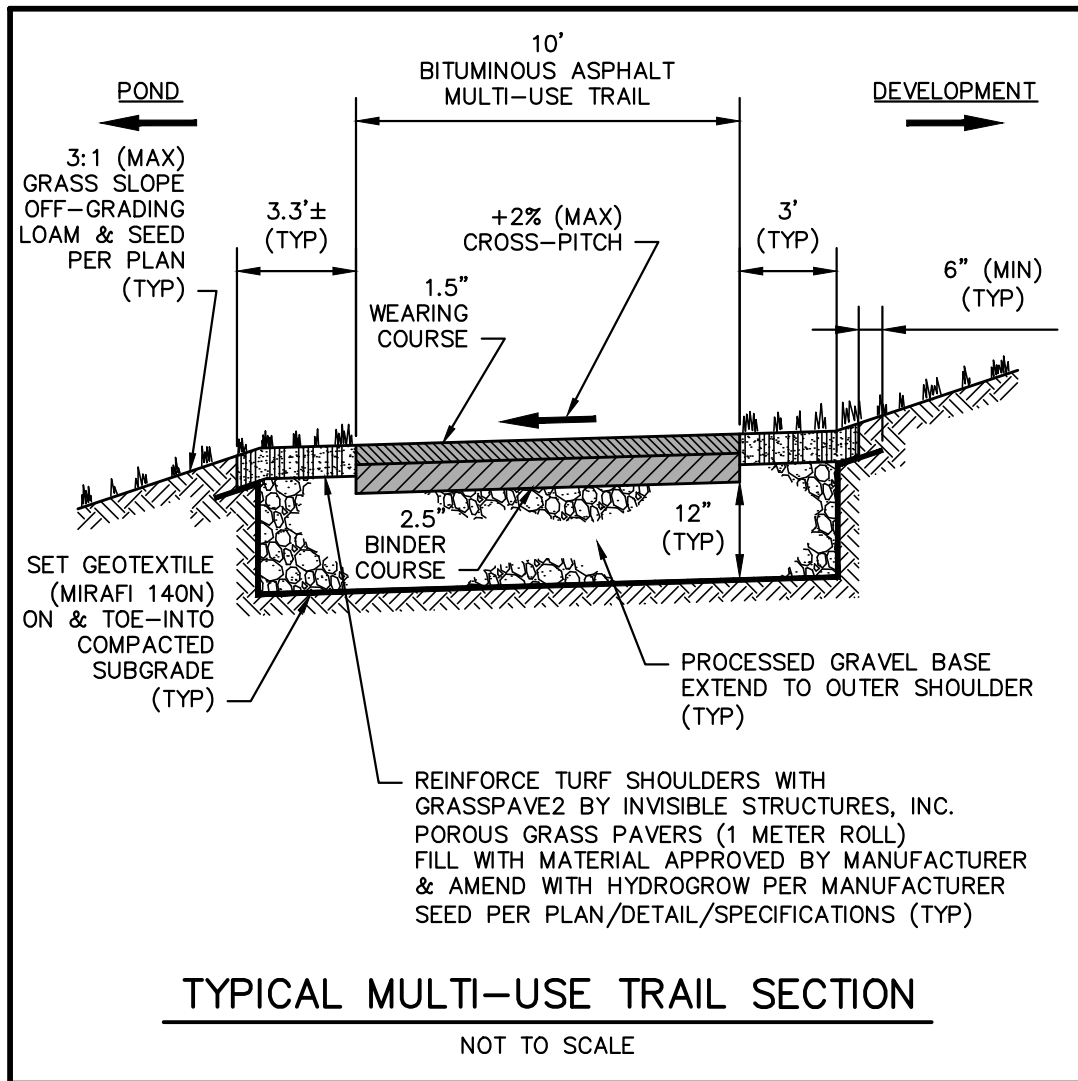 10'
BITUMINOUS ASPHALT
MULTI-USE TRAIL
POND
DEVELOPMENT
3:1 (MAX)
GRASS SLOPE
OFF-GRADING
LOAM & SEED
PER PLAN
(TYP)
3.3'±
(TYP)
+2% (MAX)
CROSS-PITCH
3'
(TYP)
6" (MIN)
(TYP)
1.5"
WEARING
COURSE
2.5"
BINDER
COURSE
12"
(TYP)
SET GEOTEXTILE
(MIRAFI 140N)
ON & TOE-INTO
COMPACTED
SUBGRADE
(TYP)
PROCESSED GRAVEL BASE
EXTEND TO OUTER SHOULDER
(TYP)
REINFORCE TURF SHOULDERS WITH
GRASSPAVE2 BY INVISIBLE STRUCTURES, INC.
POROUS GRASS PAVERS (1 METER ROLL)
FILL WITH MATERIAL APPROVED BY MANUFACTURER
& AMEND WITH HYDROGROW PER MANUFACTURER
SEED PER PLAN/DETAIL/SPECIFICATIONS (TYP)
TYPICAL MULTI-USE TRAIL SECTION
NOT TO SCALE